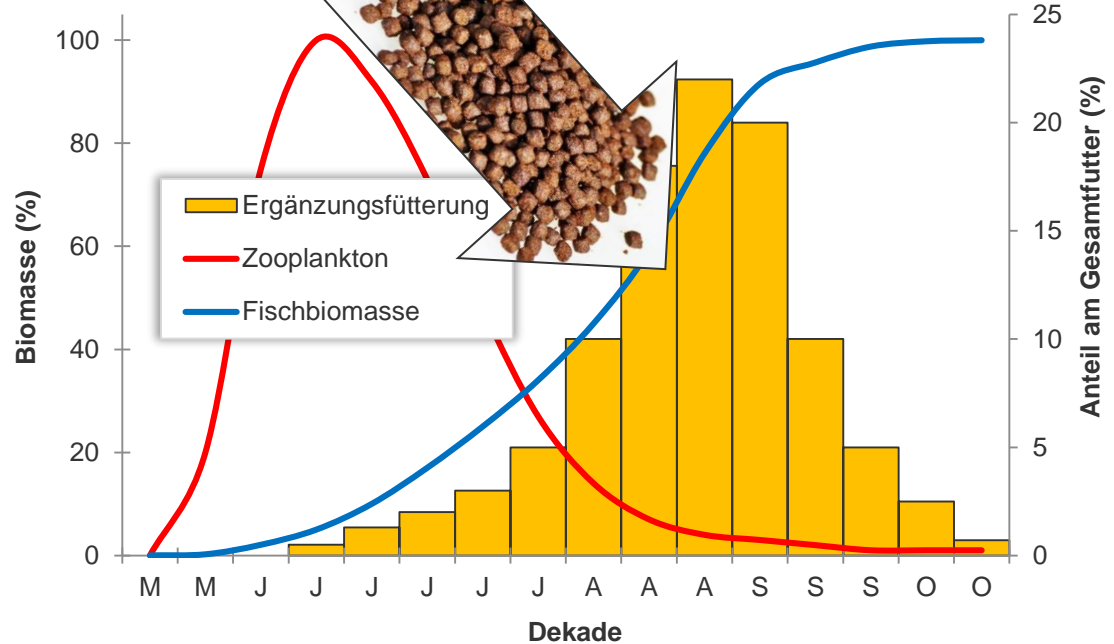 Biomasse (%)
100
80
60
40
20
0
Ergänzungsfütterung
Zooplankton
Fischbiomasse
25
20
15
10
5
0
Anteil am Gesamtfutter (%)
M M J J J J J J A A A S S S O O
Dekade